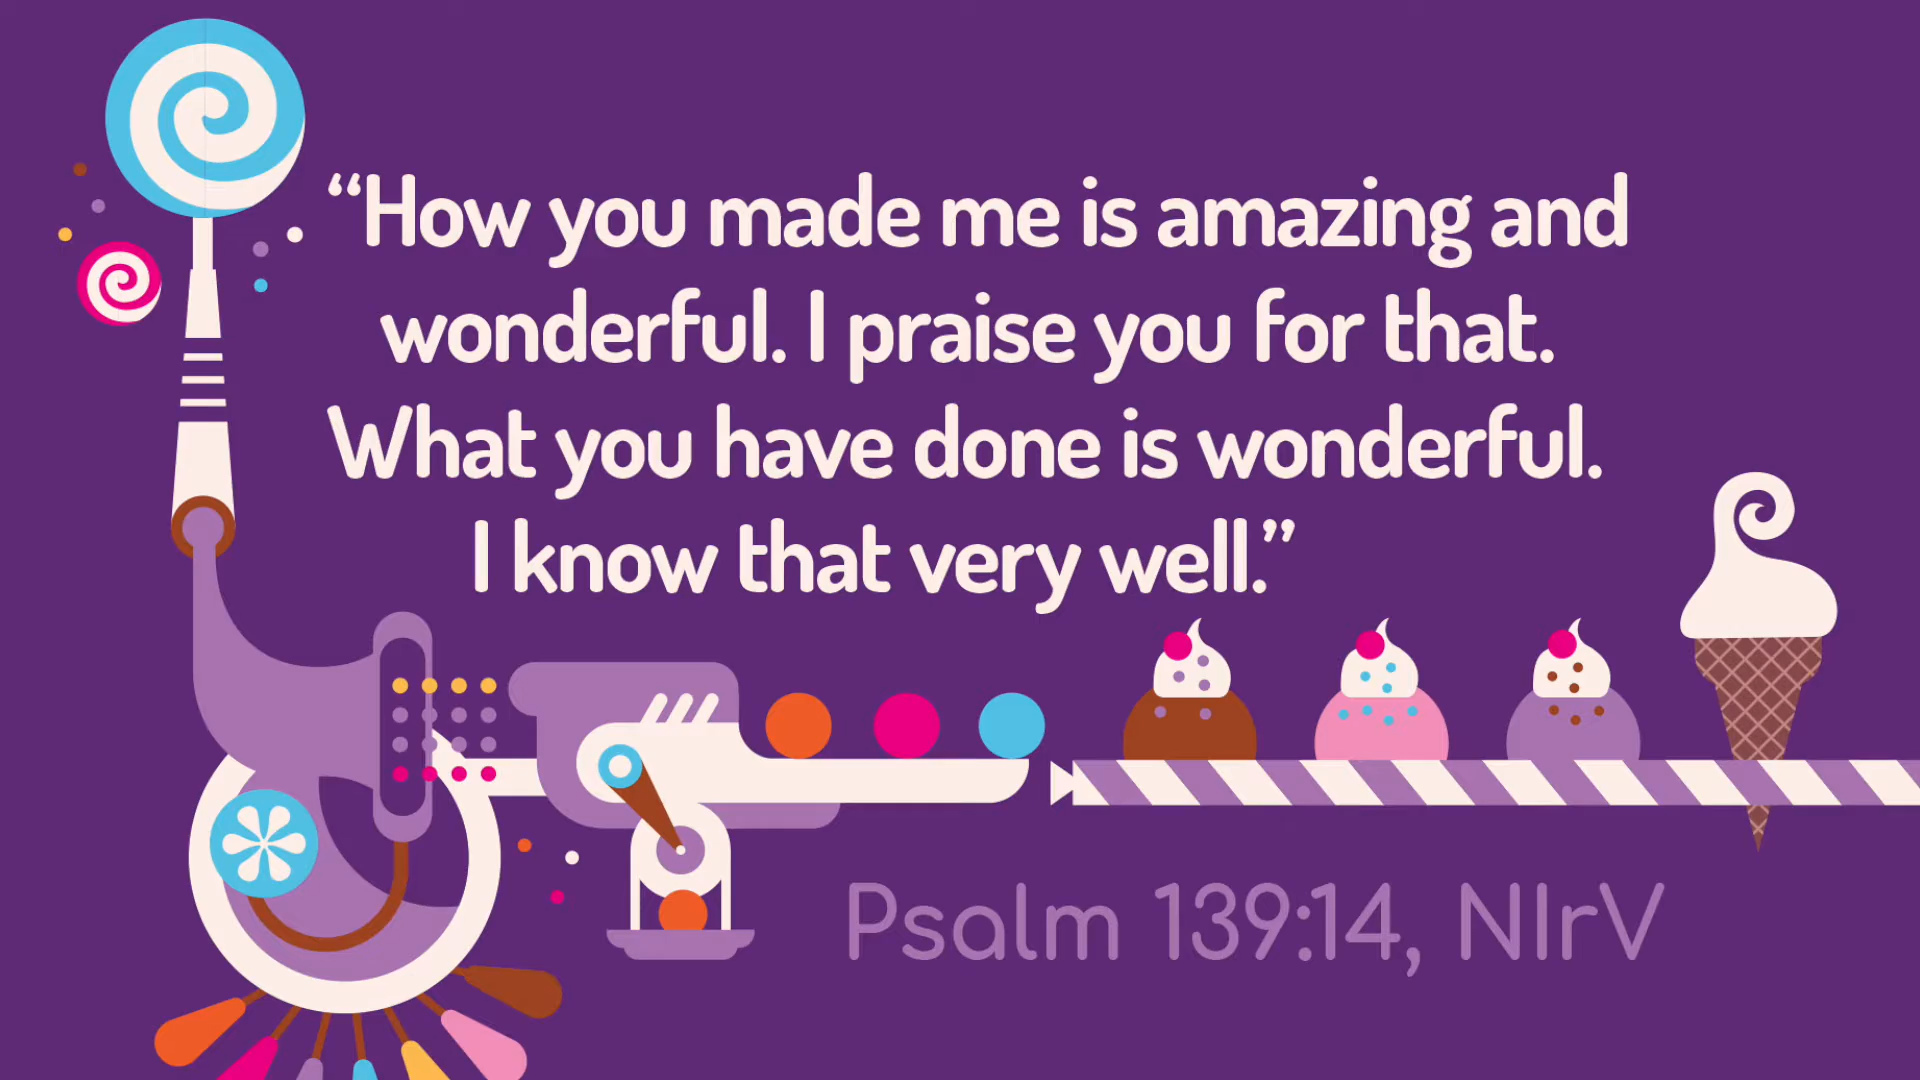 “How you made me is amazing and
wonderful. I praise you for that.
What you have done is wonderful.
I know that very well.”
Psalm 139:14, NIrV